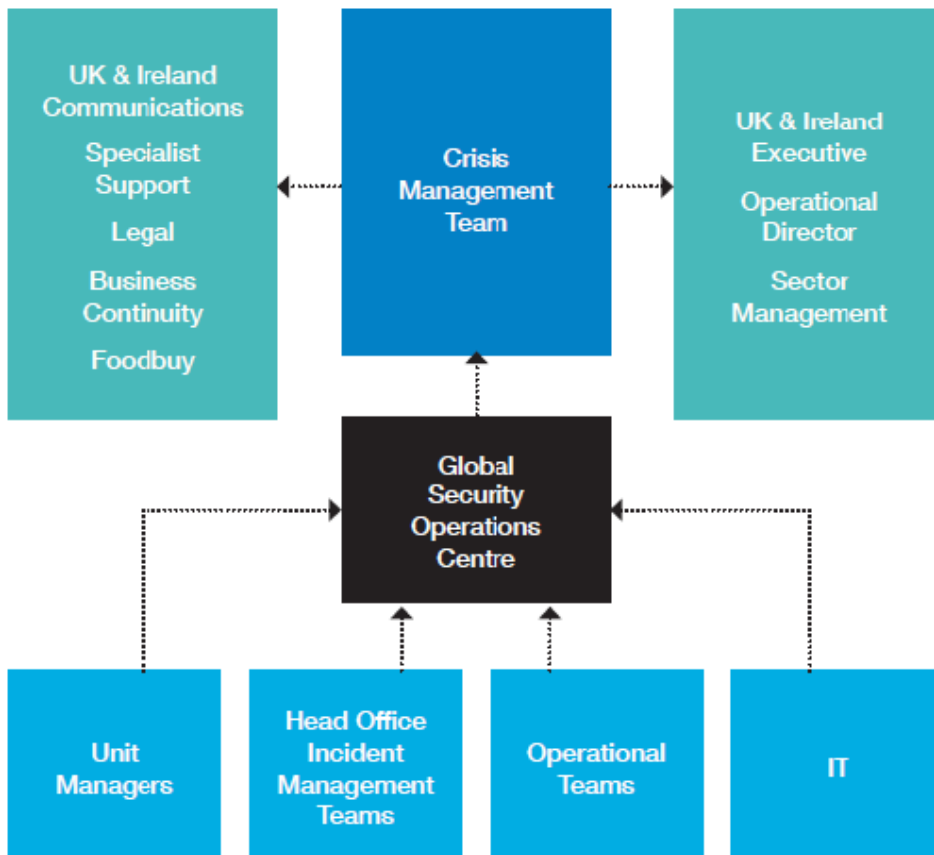 UK & Ireland
Communications
Specialist
Support
Legal
Business
Continuity
Foodbuy
Crisis
Management
Team
UK & Ireland
Executive
Operational
Director
Sector
Management
Global
Security
Operations
Centre
Unit
Managers
Head Office
Incident
Management
Teams
Operational
Teams
IT